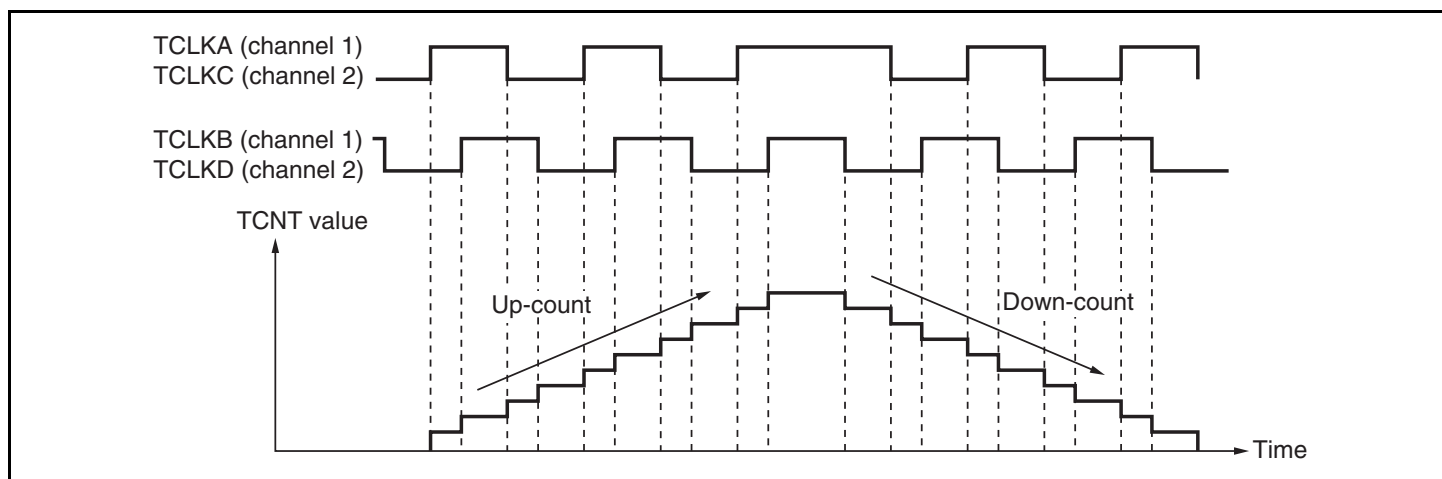 TCLKA (channel 1)
TCLKC (channel 2)
TCLKB (channel 1)
TCLKD (channel 2)
TCNT value
Up-count
Down-count
Time